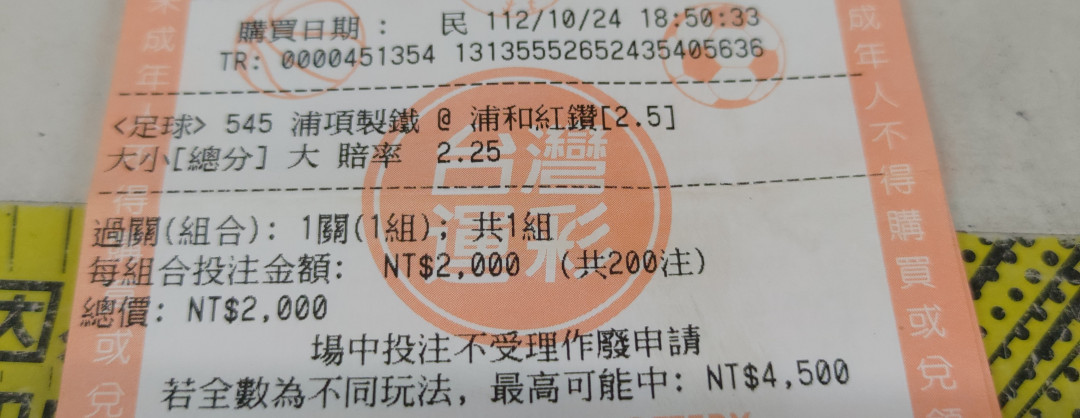 購買日期： 民 112/10/24 18:50:33
TR: 0000451354 131355526652435405636
<足球> 545 浦項製鐵 @ 浦和紅鑽[2.5]
大小[總分] 大 賠率 2.25
過關(組合): 1關(1組); 共1組
每組合投注金額: NT$2,000 (共200注)
總價: NT$2,000
場中投注不受理作廢申請
若全數為不同玩法, 最高可能中: NT$4,500
台灣
運彩
成年人不得購買或兌